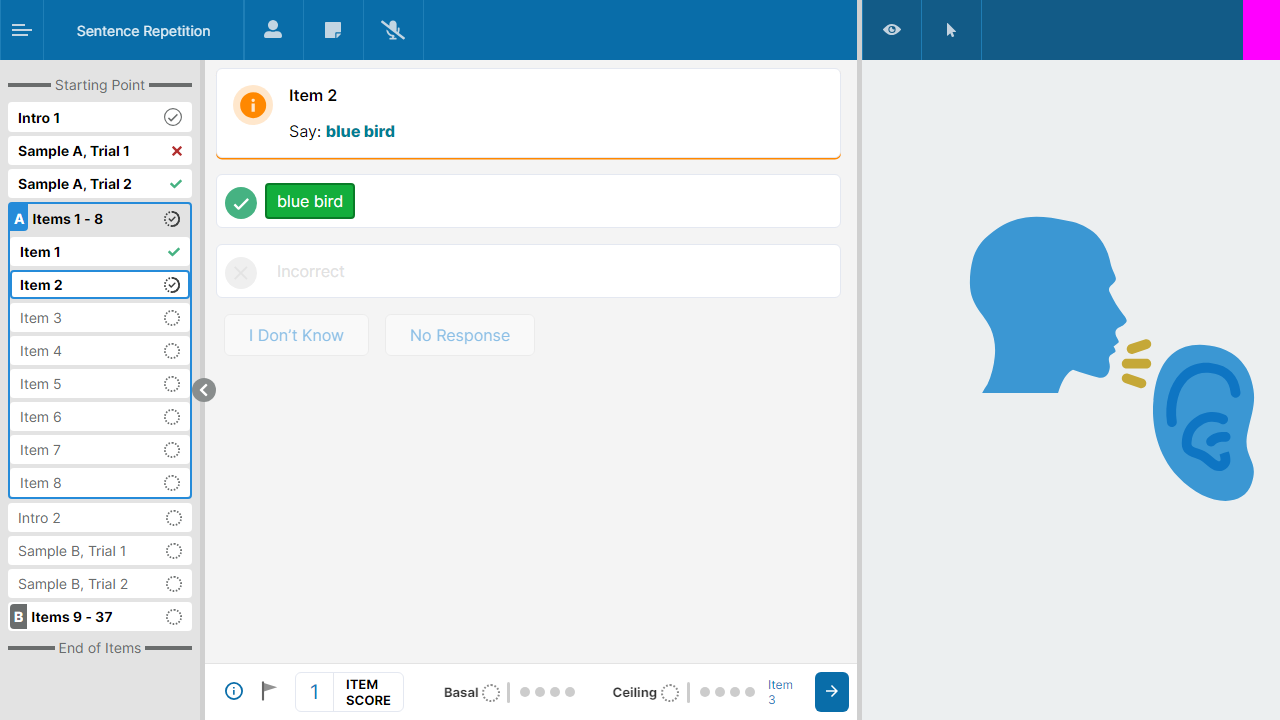 Sentence Repetition
Starting Point
Intro 1
Sample A, Trial 1
Sample A, Trial 2
A Items 1 - 8
Item 1
Item 2
Item 3
Item 4
Item 5
Item 6
Item 7
Item 8
Intro 2
Sample B, Trial 1
Sample B, Trial 2
B Items 9 - 37
End of Items
Item 2
Say: blue bird
blue bird
Incorrect
I Don’t Know
No Response
1
ITEM
SCORE
Basal
Ceiling
Item
3